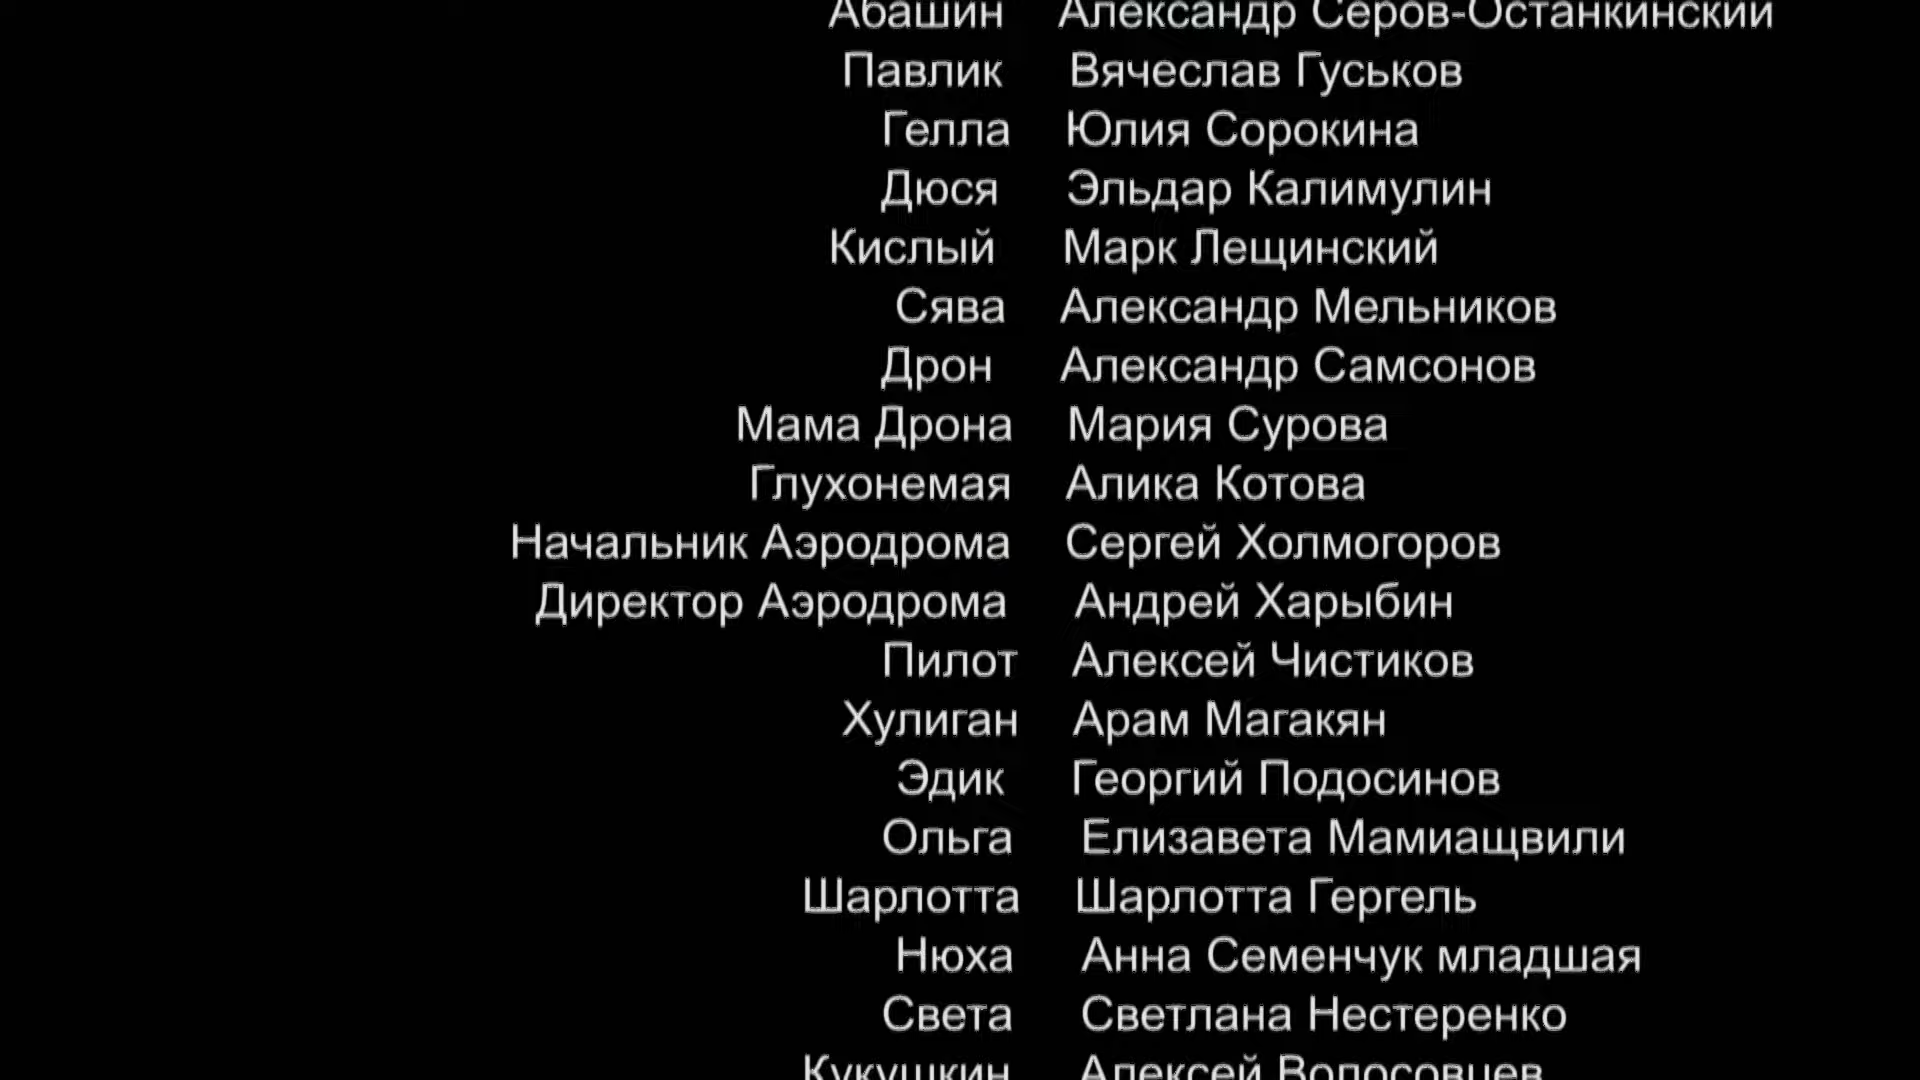 Абашин Александр Серов-Останкинский
Павлик Вячеслав Гуськов
Гелла Юлия Сорокина
Дюся Эльдар Калимулин
Кислый Марк Лещинский
Сява Александр Мельников
Дрон Александр Самсонов
Мама Дрона Мария Сурова
Глухонемая Алика Котова
Начальник Аэродрома Сергей Холмогоров
Директор Аэродрома Андрей Харыбин
Пилот Алексей Чистиков
Хулиган Арам Магакян
Эдик Георгий Подосинов
Ольга Елизавета Мамиащвили
Шарлотта Шарлотта Гергель
Нюха Анна Семенчук младшая
Света Светлана Нестеренко
Кукушкин Алексей Волосовцев